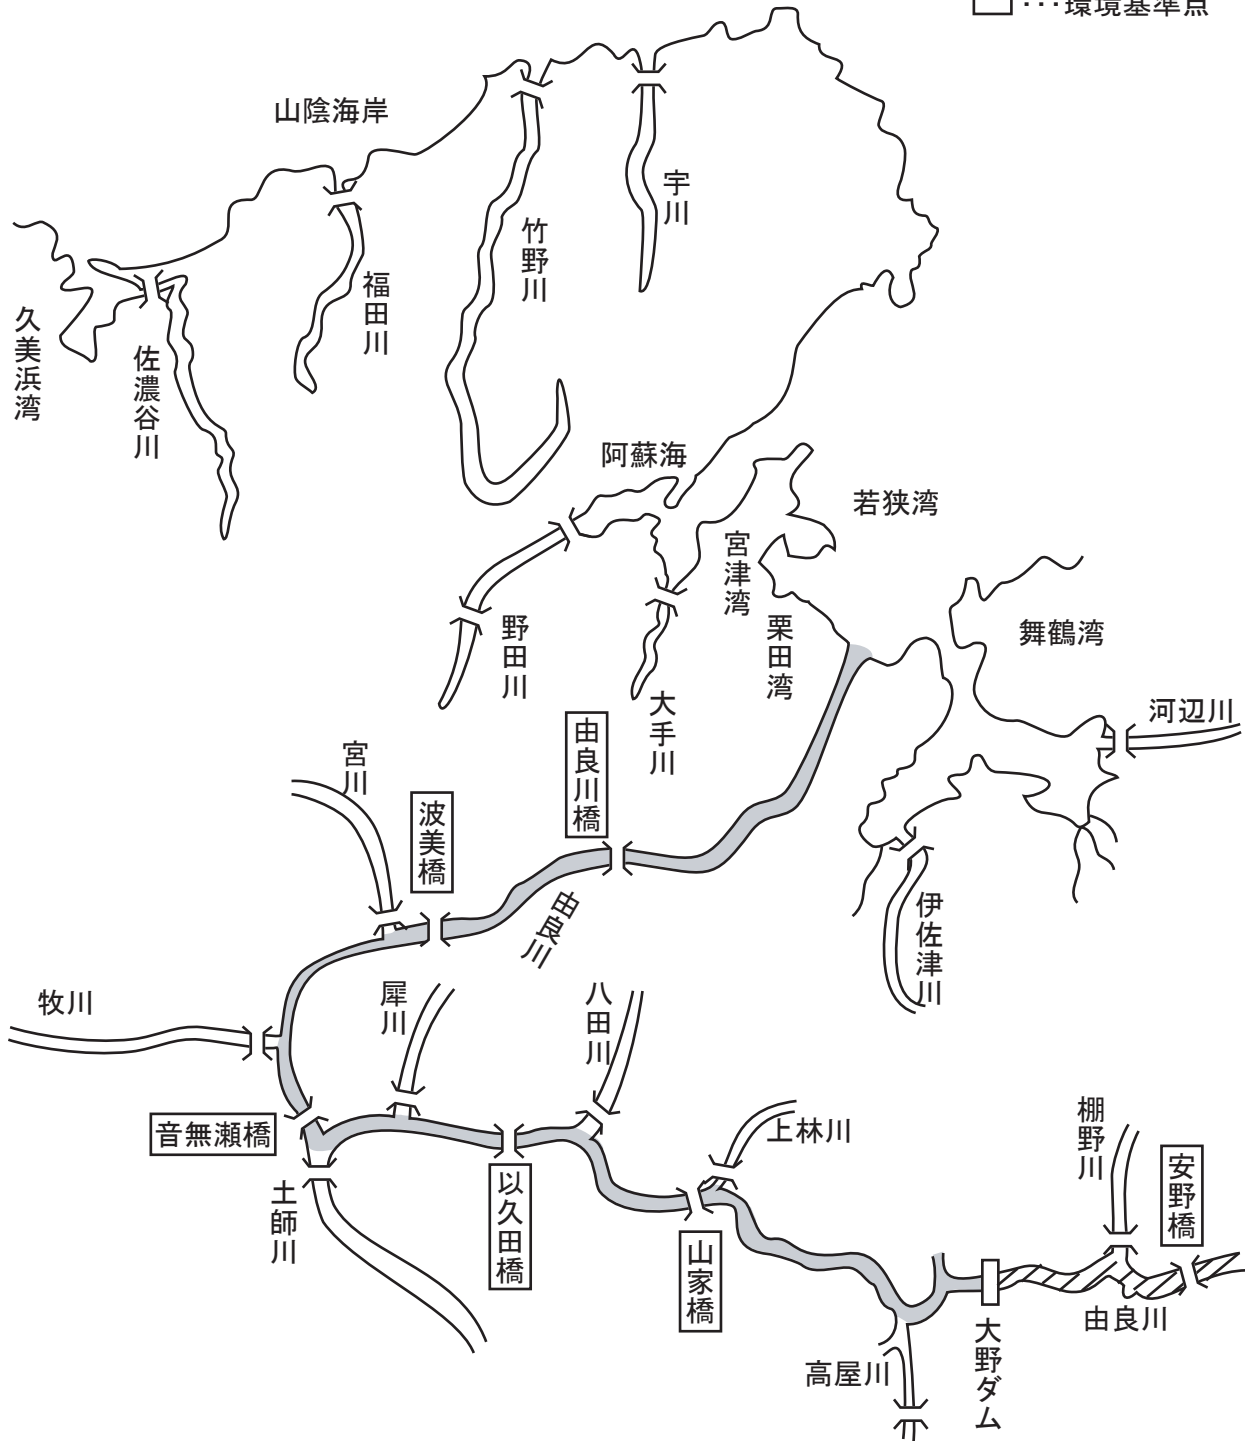 □・・・環境基準点
山陰海岸
宇川
竹野川
福田川
久美浜湾
佐濃谷川
阿蘇海
若狭湾
宮津湾
栗田湾
野田川
大手川
舞鶴湾
河辺川
宮川
波美橋
由良川橋
由良川
伊佐津川
牧川
犀川
八田川
音無瀬橋
土師川
以久田橋
上林川
山家橋
棚野川
安野橋
由良川
大野ダム
高屋川